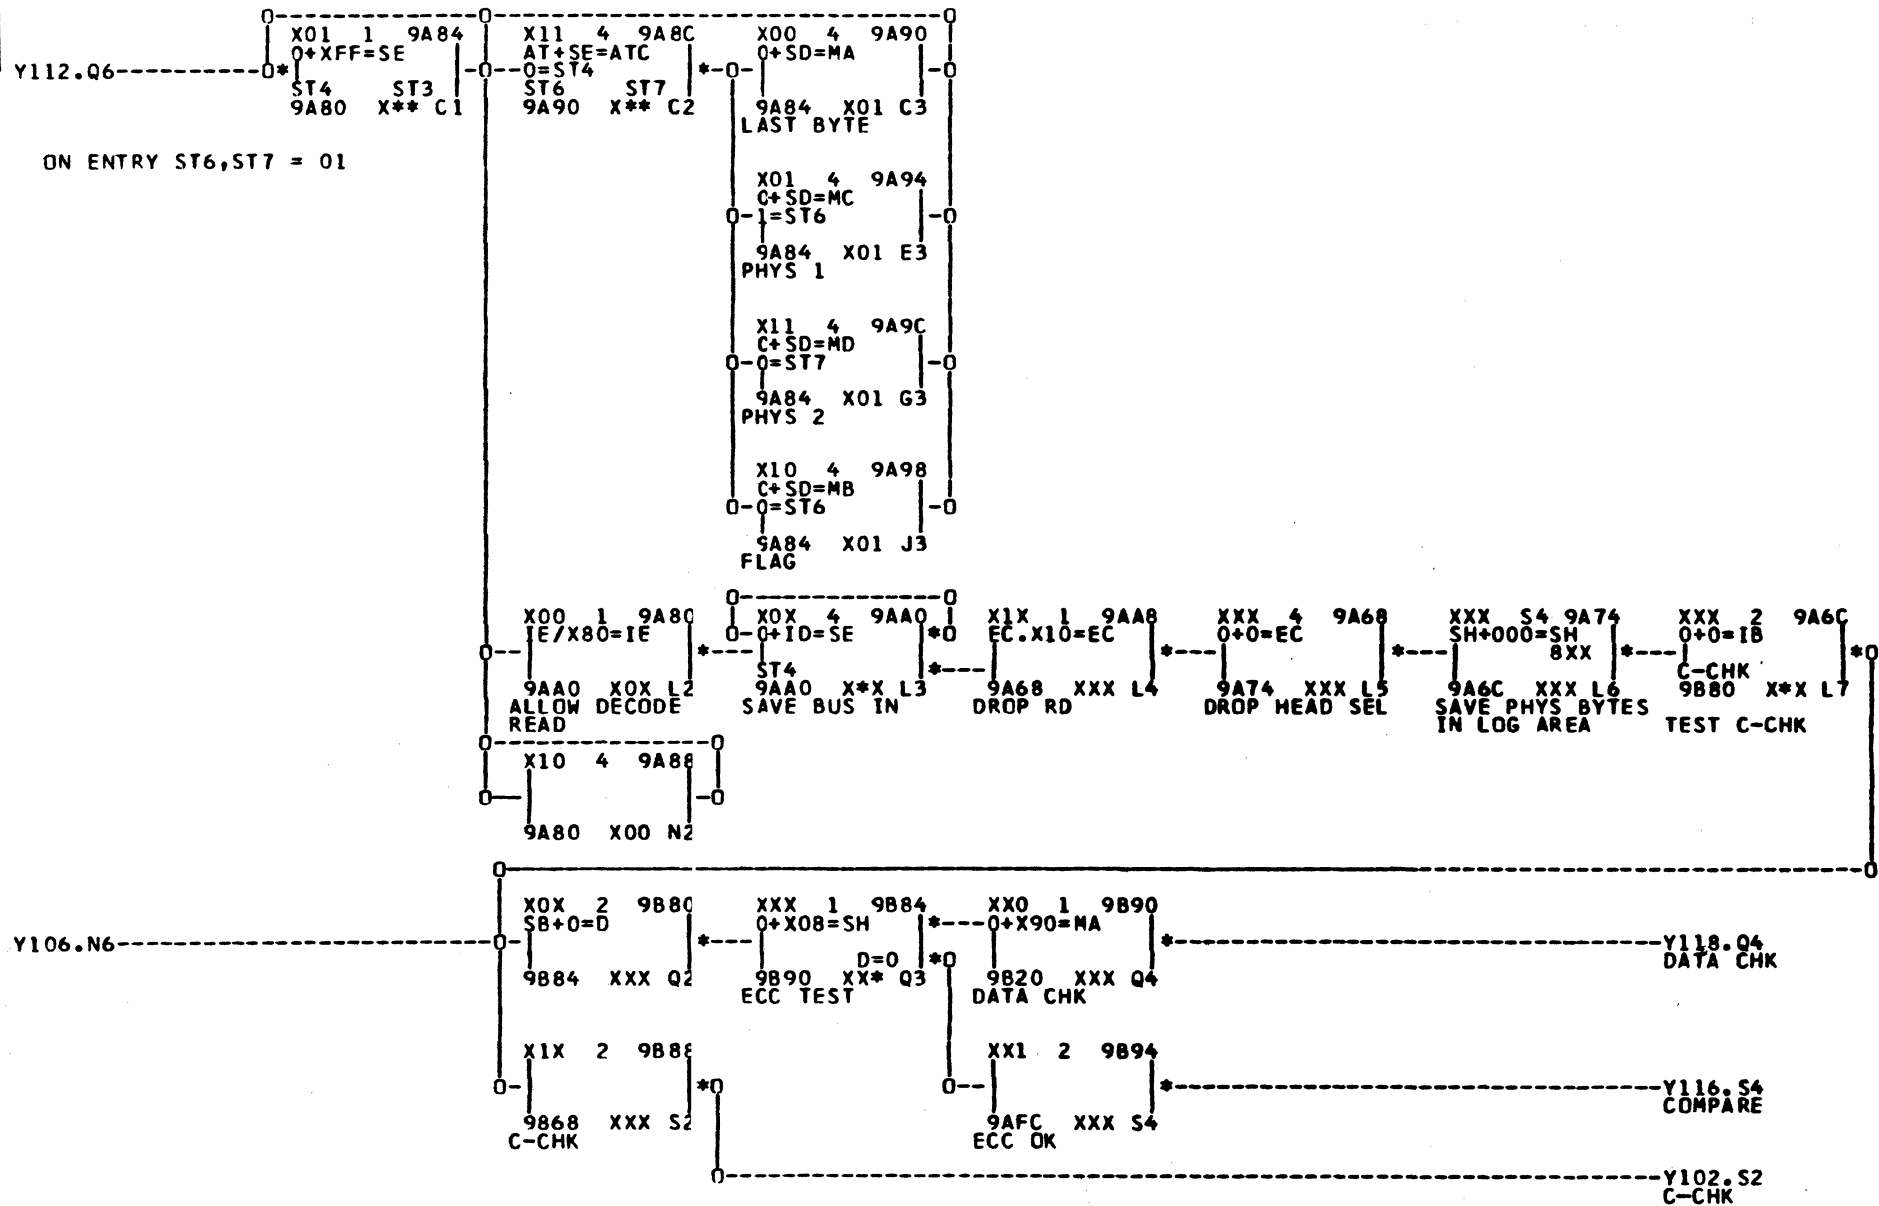 X01 1 9A84
0+XFF=SE
Y112.Q6
ST4 ST3
9A80 X** C1
X11 4 9A8C
AT+SE=ATC
0=ST4
ST6 ST7
9A90 X** C2
X00 4 9A90
0+SD=MA
9A84 X01 C3
LAST BYTE
ON ENTRY ST6,ST7 = 01
X01 4 9A94
C+SD=MC
1=ST6
9A84 X01 E3
PHYS 1
X11 4 9A9C
C+SD=MD
0=ST7
9A84 X01 G3
PHYS 2
X10 4 9A98
C+SD=MB
0=ST6
9A84 X01 J3
FLAG
X00 1 9A80
IE/X80=IE
9AA0 X0X L2
ALLOW DECODE
READ
X0X 4 9AA0
0+ID=SE
ST4
9AA0 X*X L3
SAVE BUS IN
X1X 1 9AA8
EC.X10=EC
9A68 XXX L4
DROP RD
XXX 4 9A68
0+0=EC
9A74 XXX L5
DROP HEAD SEL
XXX S4 9A74
SH+000=SH
8XX
9A6C XXX L6
SAVE PHYS BYTES
IN LOG AREA
XXX 2 9A6C
0+0=IB
C-CHK
9B80 X*X L7
TEST C-CHK
X10 4 9A88
9A80 X00 N2
X0X 2 9B80
SB+0=D
Y106.N6
9B84 XXX Q2
XXX 1 9B84
0+X08=SH
D=0
9B90 XX* Q3
ECC TEST
XX0 1 9B90
0+X90=MA
9B20 XXX Q4
DATA CHK
Y118.Q4
DATA CHK
X1X 2 9B88
9868 XXX S2
C-CHK
XX1 2 9B94
9AFC XXX S4
ECC OK
Y116.S4
COMPARE
Y102.S2
C-CHK